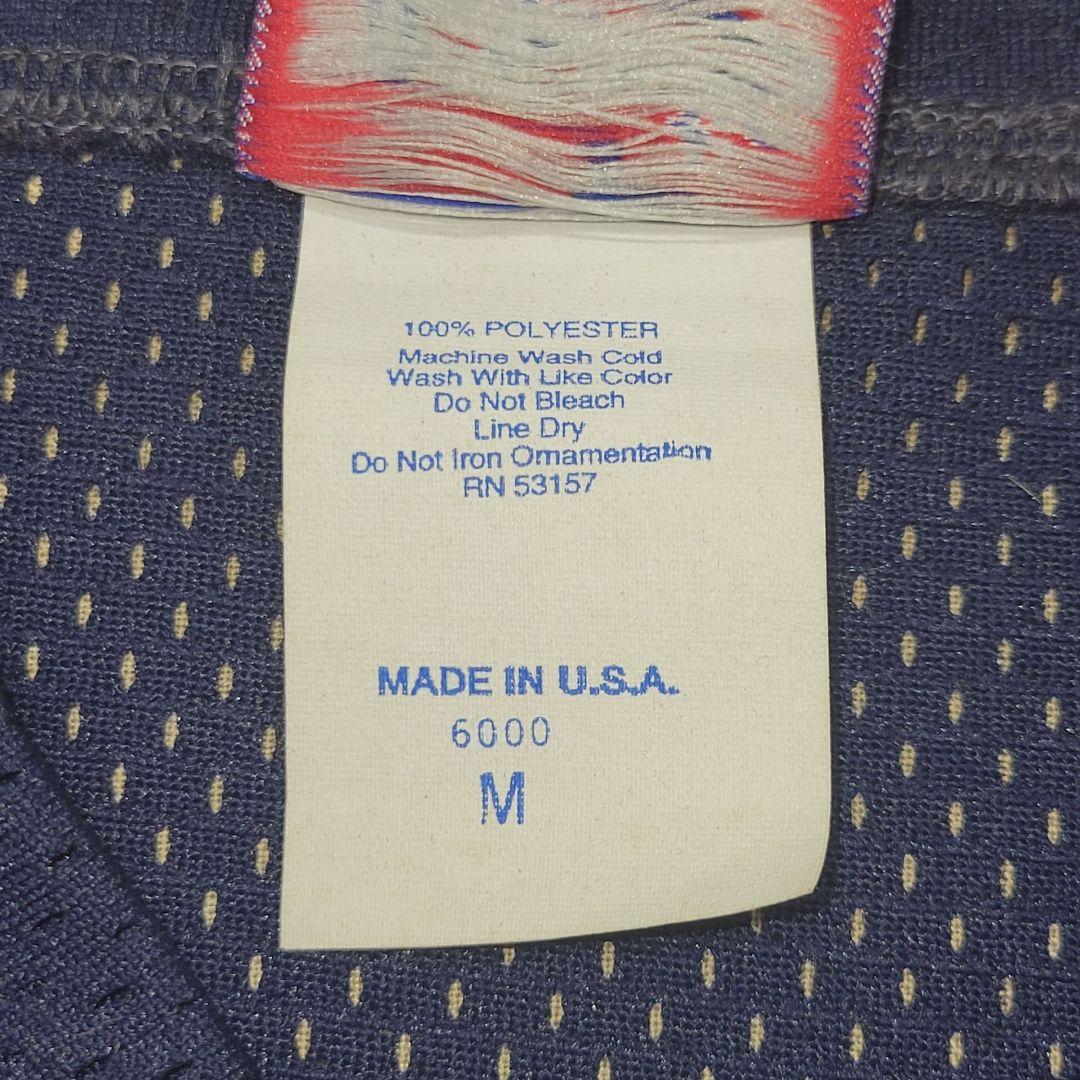 100% POLYESTER
Machine Wash Cold
Wash With Like Color
Do Not Bleach
Line Dry
Do Not Iron Ornamentation
RN 53157
MADE IN U.S.A.
6000
M